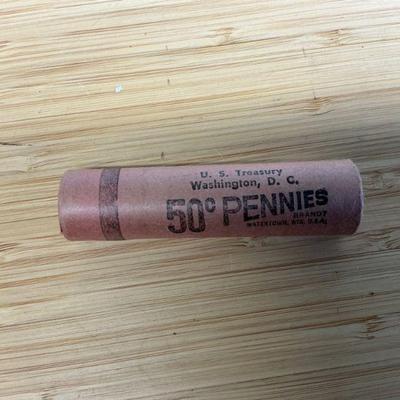 U. S. Treasury
Washington, D. C.
50¢ PENNIES
BRANDT
WATERTOWN, WIS. U.S.A.